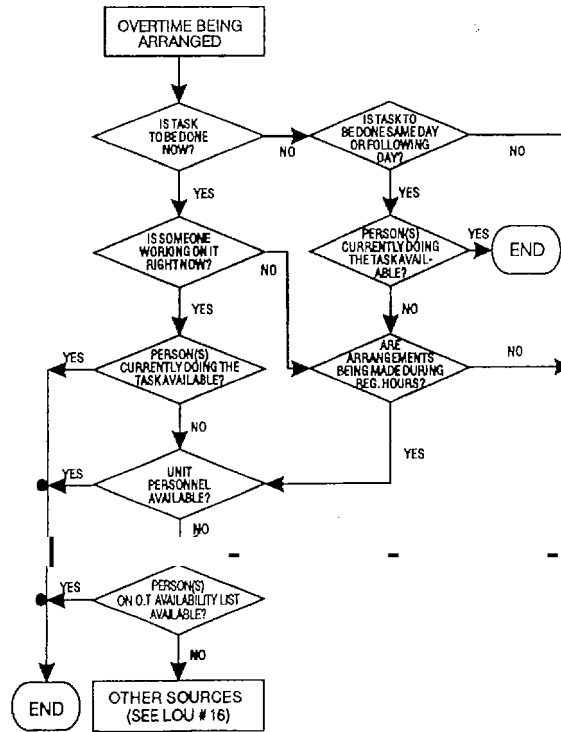 OVERTIME BEING
ARRANGED
IS TASK
TO BE DONE
NOW?
NO
IS TASK TO
BE DONE SAME DAY
OR FOLLOWING
DAY?
NO
YES
YES
IS SOMEONE
WORKING ON IT
RIGHT NOW?
NO
PERSON(S)
CURRENTLY DOING
THE TASK AVAIL-
ABLE?
YES
END
YES
NO
YES
PERSON(S)
CURRENTLY DOING THE
TASK AVAILABLE?
ARE
ARRANGEMENTS
BEING MADE DURING
REG. HOURS?
NO
NO
YES
YES
UNIT
PERSONNEL
AVAILABLE?
NO
YES
PERSON(S)
ON O.T AVAILABILITY LIST
AVAILABLE?
NO
END
OTHER SOURCES
(SEE LOU # 16)